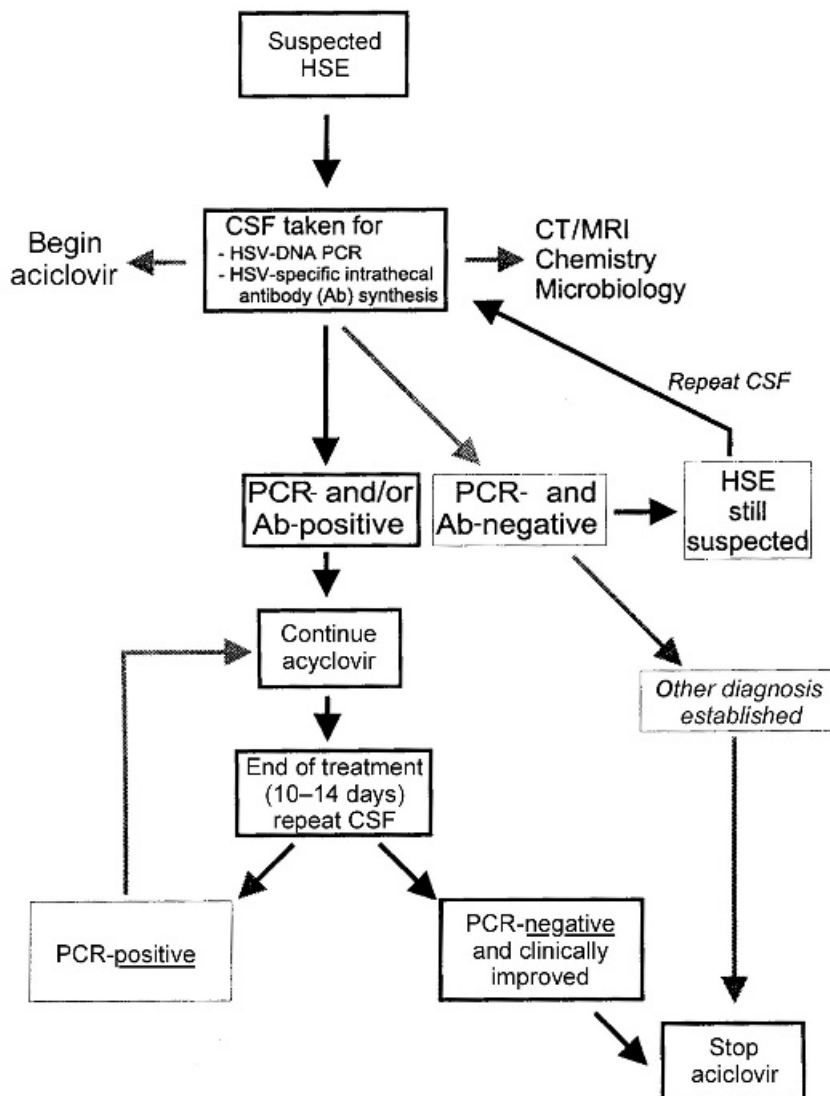 Suspected
HSE
CSF taken for
- HSV-DNA PCR
- HSV-specific intrathecal
antibody (Ab) synthesis
Begin
aciclovir
CT/MRI
Chemistry
Microbiology
Repeat CSF
PCR- and/or
Ab-positive
PCR- and
Ab-negative
HSE
still
suspected
Continue
acyclovir
Other diagnosis
established
End of treatment
(10–14 days)
repeat CSF
PCR-positive
PCR-negative
and clinically
improved
Stop
aciclovir